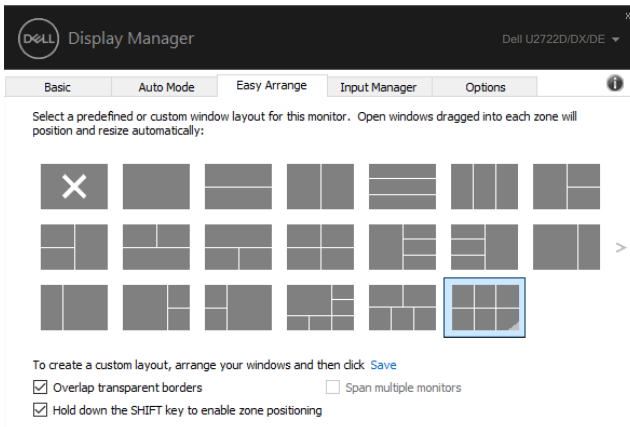 DELL Display Manager
Dell U2722D/DX/DE
Basic
Auto Mode
Easy Arrange
Input Manager
Options
Select a predefined or custom window layout for this monitor. Open windows dragged into each zone will
position and resize automatically:
To create a custom layout, arrange your windows and then click Save
Overlap transparent borders
Span multiple monitors
Hold down the SHIFT key to enable zone positioning